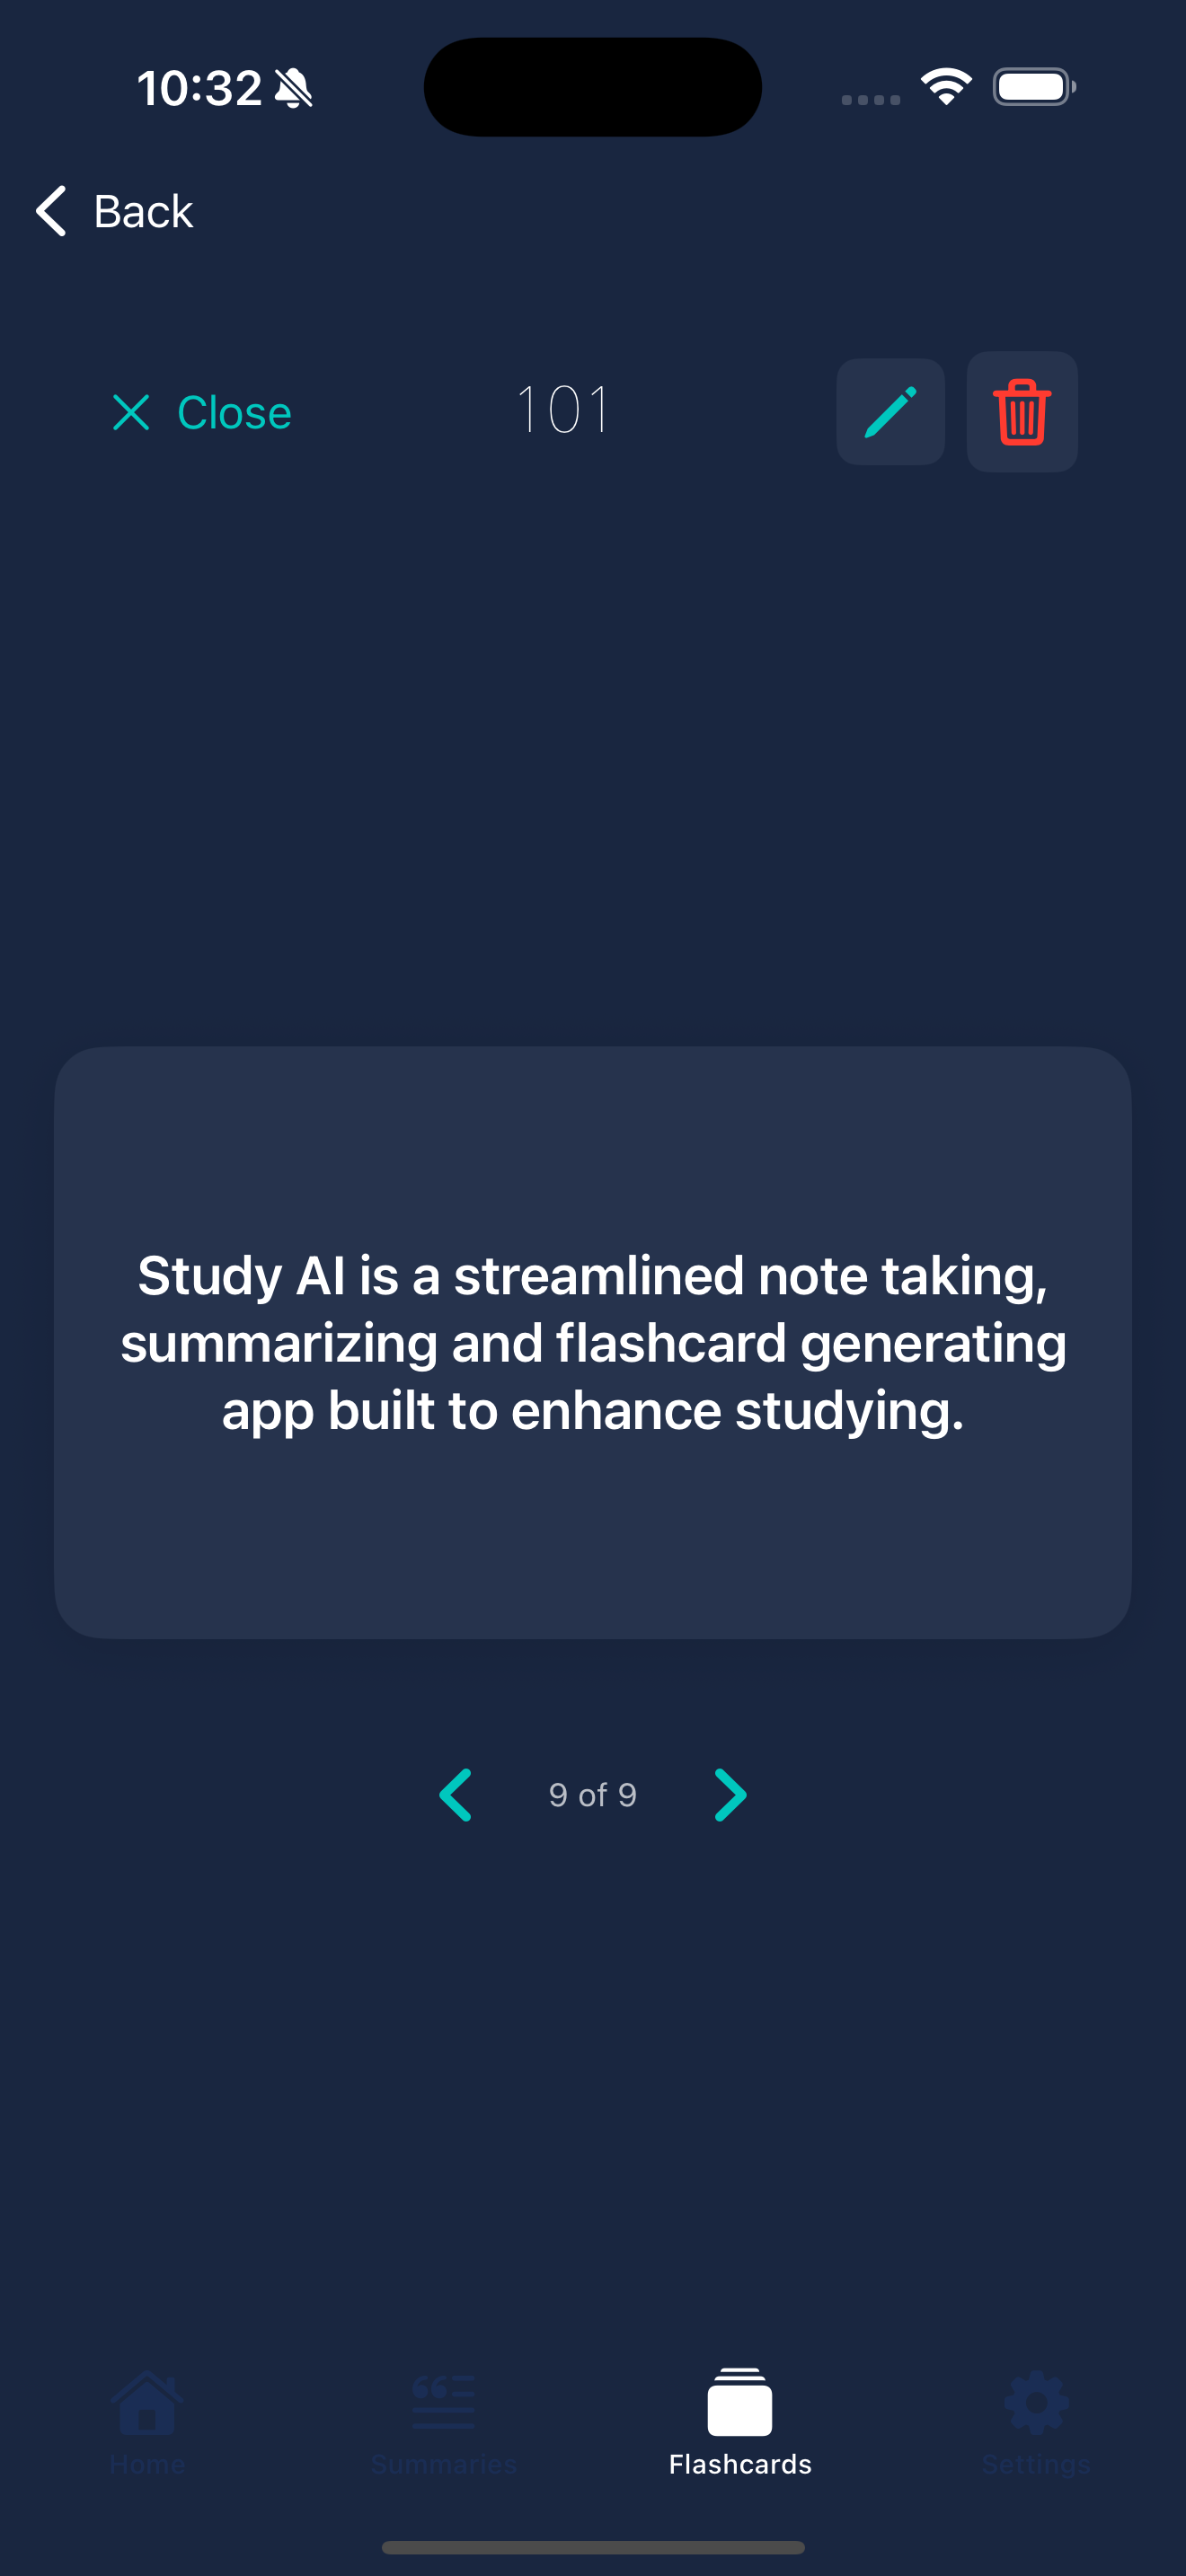 10:32
Back
Close
101
Study AI is a streamlined note taking,
summarizing and flashcard generating
app built to enhance studying.
9 of 9
Home
Summaries
Flashcards
Settings